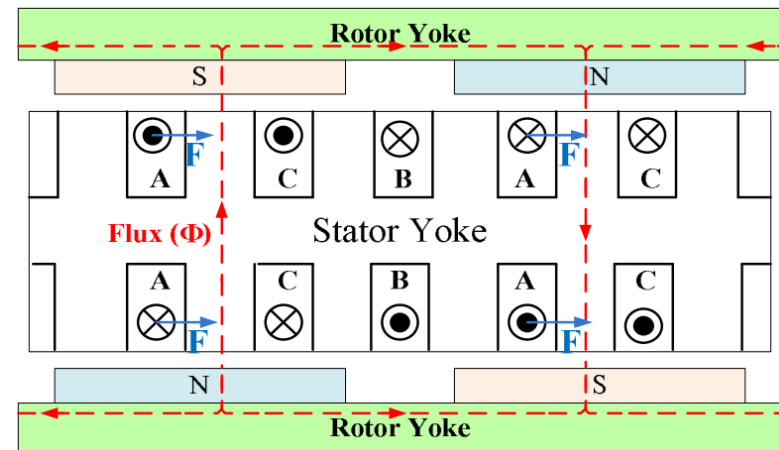 Rotor Yoke
S N
F F
A C B A C
Flux (Φ) Stator Yoke
A C B A C
F F
N S
Rotor Yoke